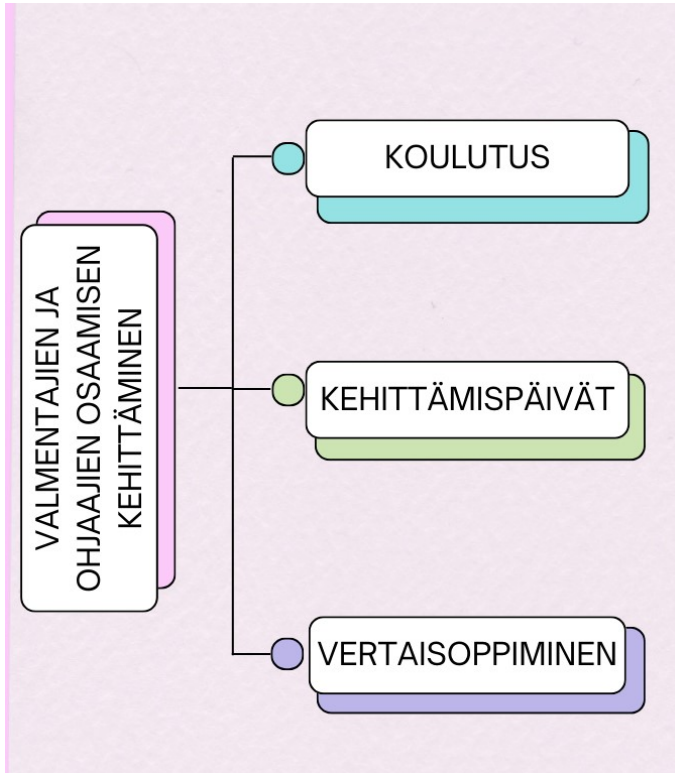 VALMENTAJIEN JA
OHJAAJIEN OSAAMISEN
KEHITTÄMINEN
KOULUTUS
KEHITTÄMISPÄIVÄT
VERTAISOPPIMINEN